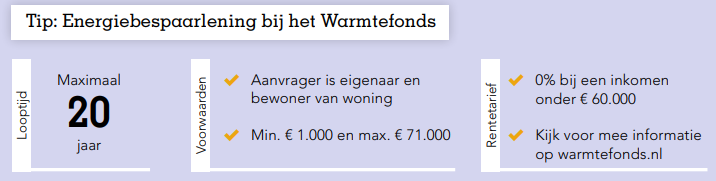 Tip: Energiebespaarlening bij het Warmtefonds
Looptijd
Maximaal
20
jaar
Voorwaarden
Aanvrager is eigenaar en
bewoner van woning
Min. € 1.000 en max. € 71.000
Rentetarief
0% bij een inkomen
onder € 60.000
Kijk voor mee informatie
op warmtefonds.nl